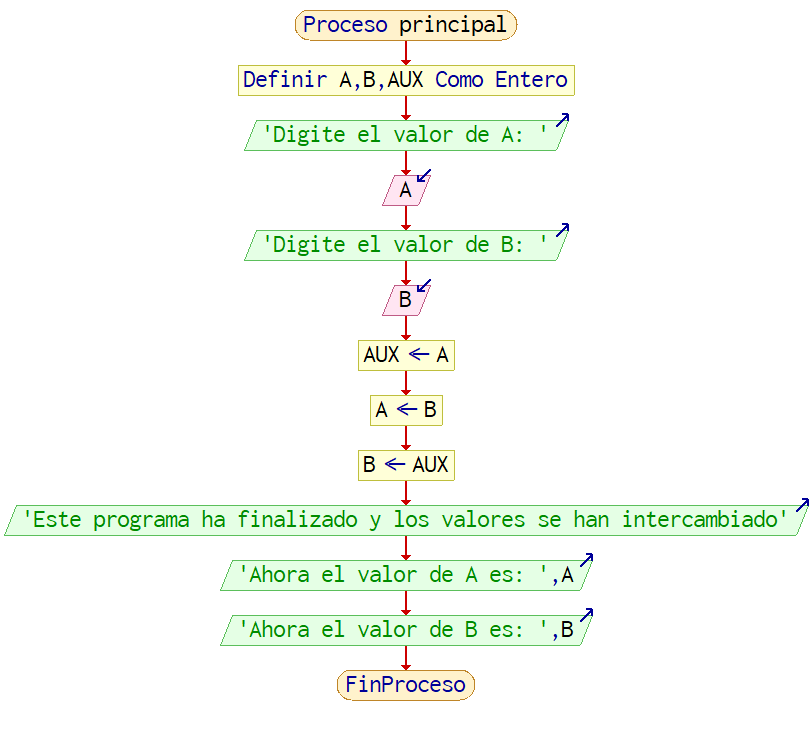 Proceso principal
Definir A,B,AUX Como Entero
'Digite el valor de A: '
A
'Digite el valor de B: '
B
AUX ← A
A ← B
B ← AUX
'Este programa ha finalizado y los valores se han intercambiado'
'Ahora el valor de A es: ',A
'Ahora el valor de B es: ',B
FinProceso